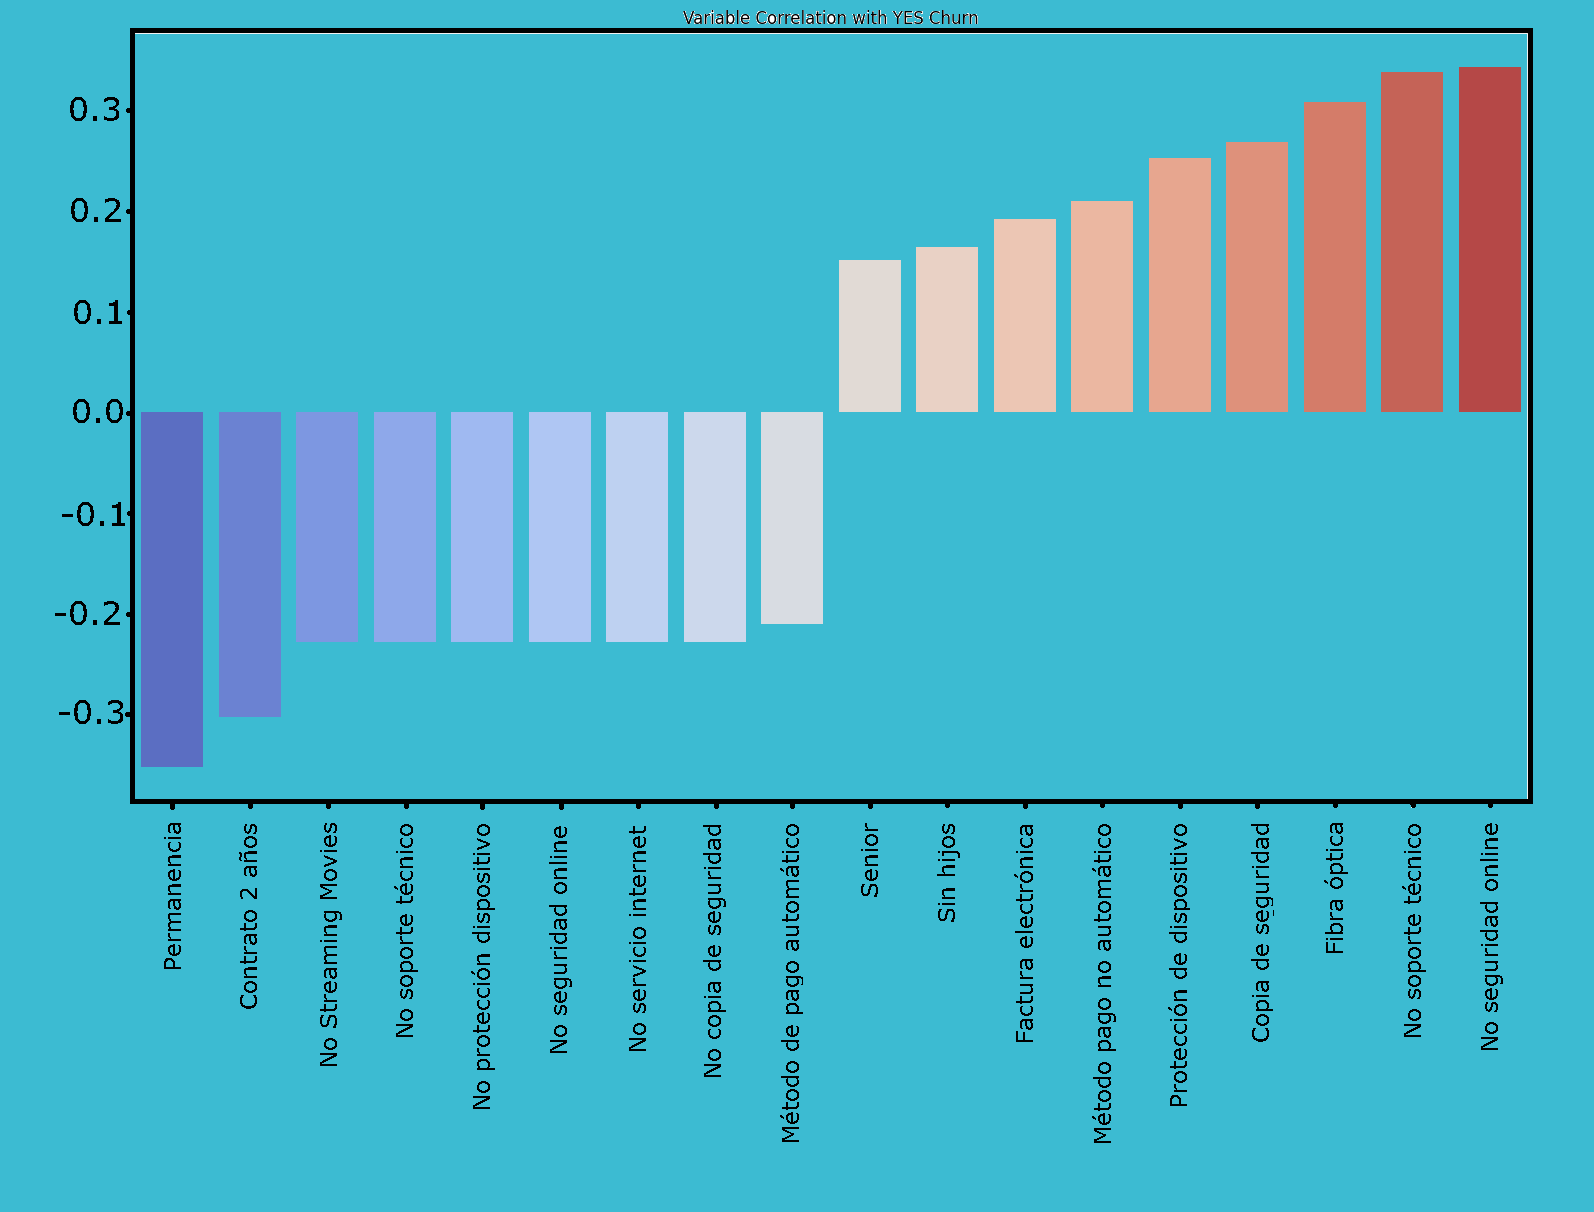 Variable Correlation with YES Churn
0.3
0.2
0.1
0.0
-0.1
-0.2
-0.3
Permanencia
Contrato 2 años
No Streaming Movies
No soporte técnico
No protección dispositivo
No seguridad online
No servicio internet
No copia de seguridad
Método de pago automático
Senior
Sin hijos
Factura electrónica
Método pago no automático
Protección de dispositivo
Copia de seguridad
Fibra óptica
No soporte técnico
No seguridad online